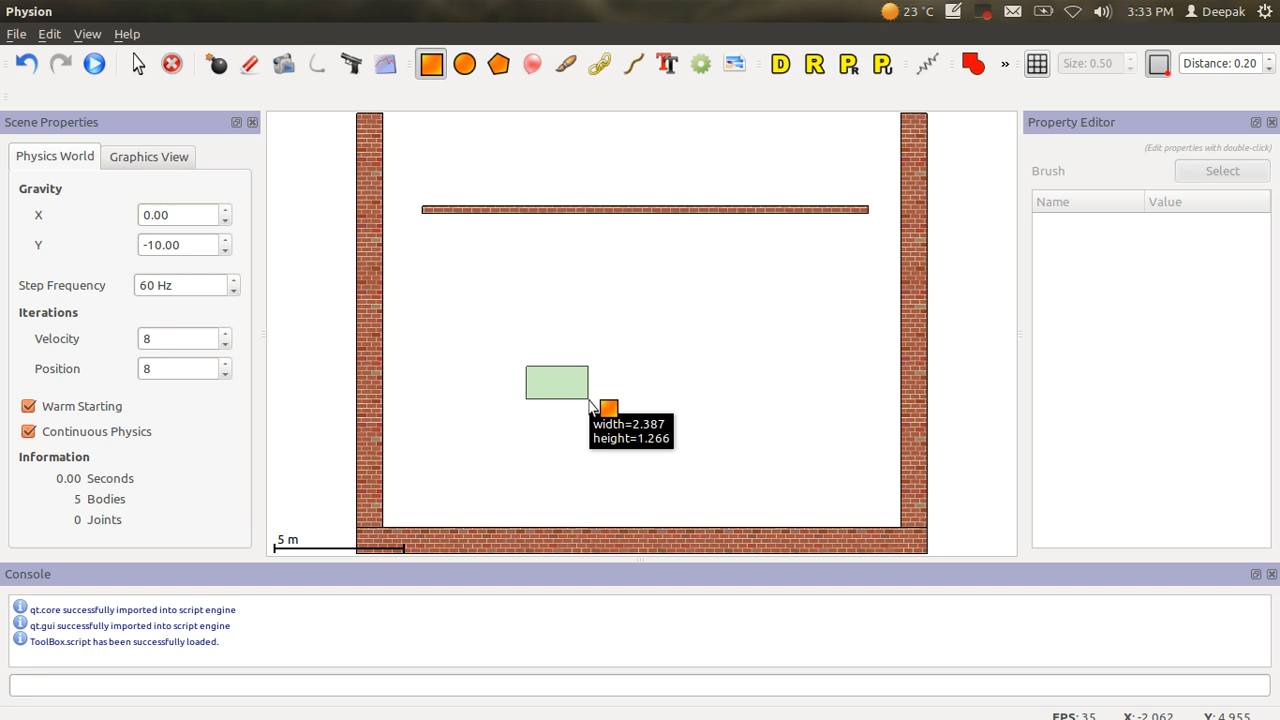 Physion
23 °C
3:33 PM
Deepak
File Edit View Help
TT
D R PR PU
»
Size: 0.50
Distance: 0.20
Scene Properties
Physics World
Graphics View
Gravity
X 0.00
Y -10.00
Step Frequency 60 Hz
Iterations
Velocity 8
Position 8
Warm Starting
Continuous Physics
Information
0.00 Seconds
5 Bodies
0 Joints
5 m
width=2.387
height=1.266
Property Editor
(Edit properties with double-click)
Brush Select
Name Value
Console
qt.core successfully imported into script engine
qt.gui successfully imported into script engine
ToolBox.script has been successfully loaded.
FPS: 35 X: -2.062 Y: 4.955